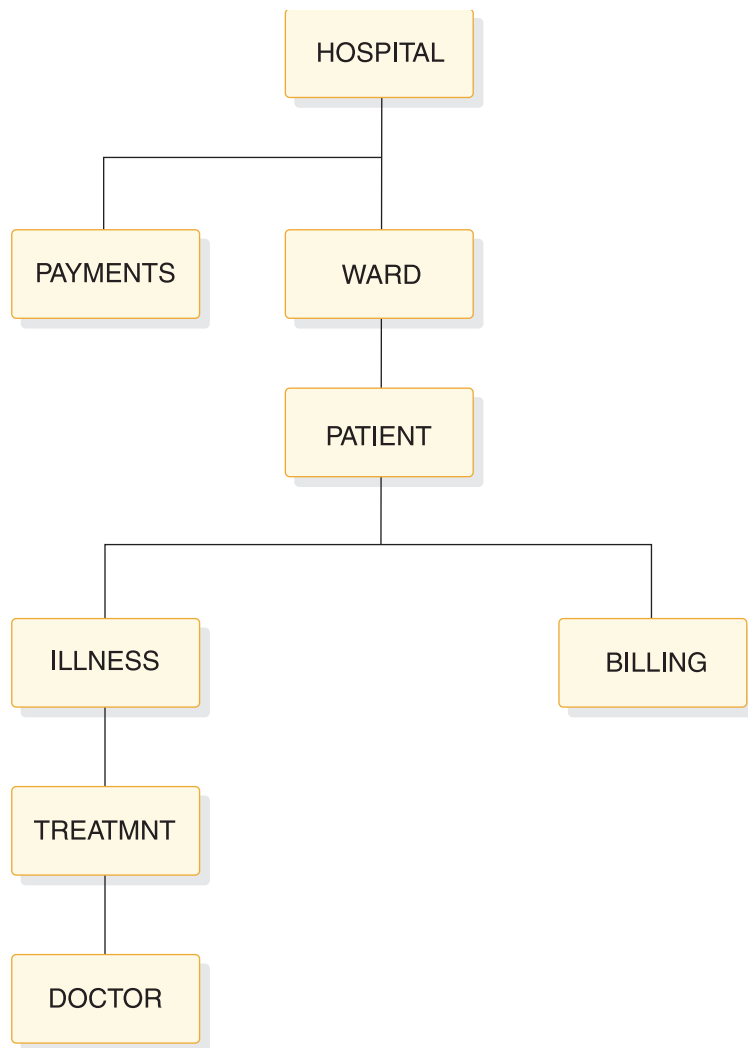 HOSPITAL
PAYMENTS
WARD
PATIENT
ILLNESS
BILLING
TREATMNT
DOCTOR